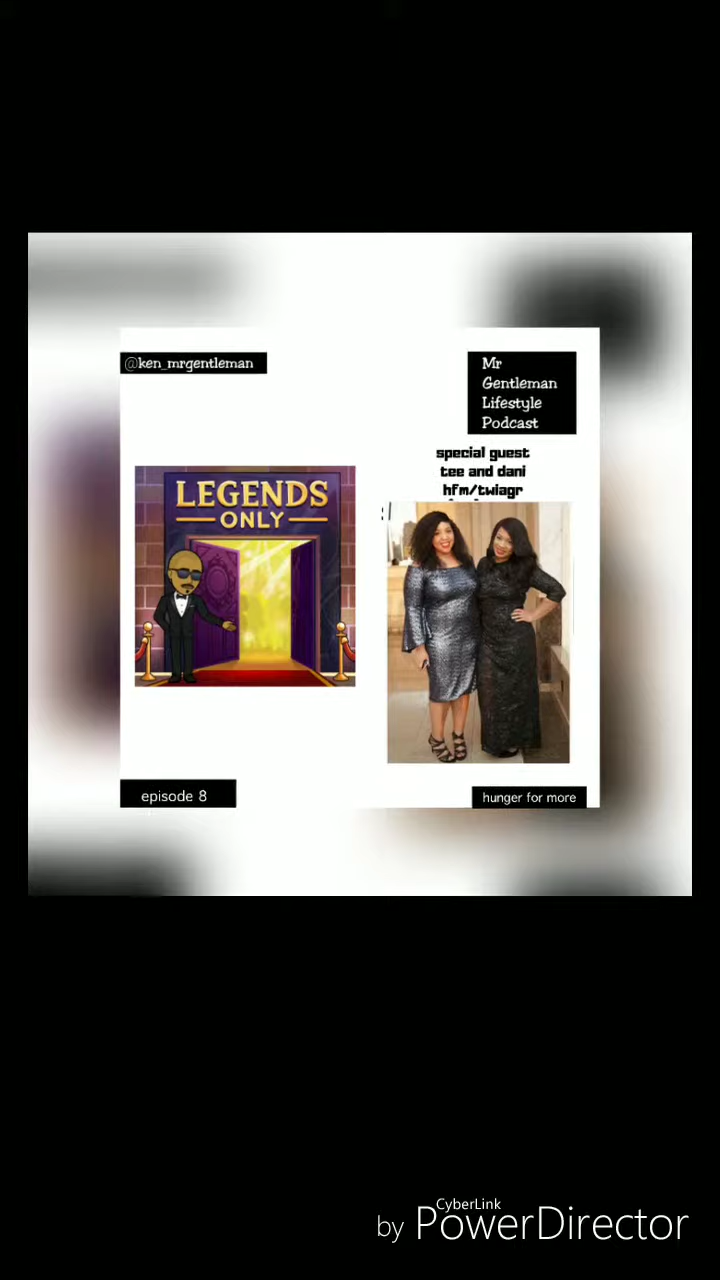 @ken_mrgentleman
Mr
Gentleman
Lifestyle
Podcast
special guest
tee and dani
hfm/twiagr
LEGENDS
ONLY
episode 8
hunger for more
CyberLink
by PowerDirector